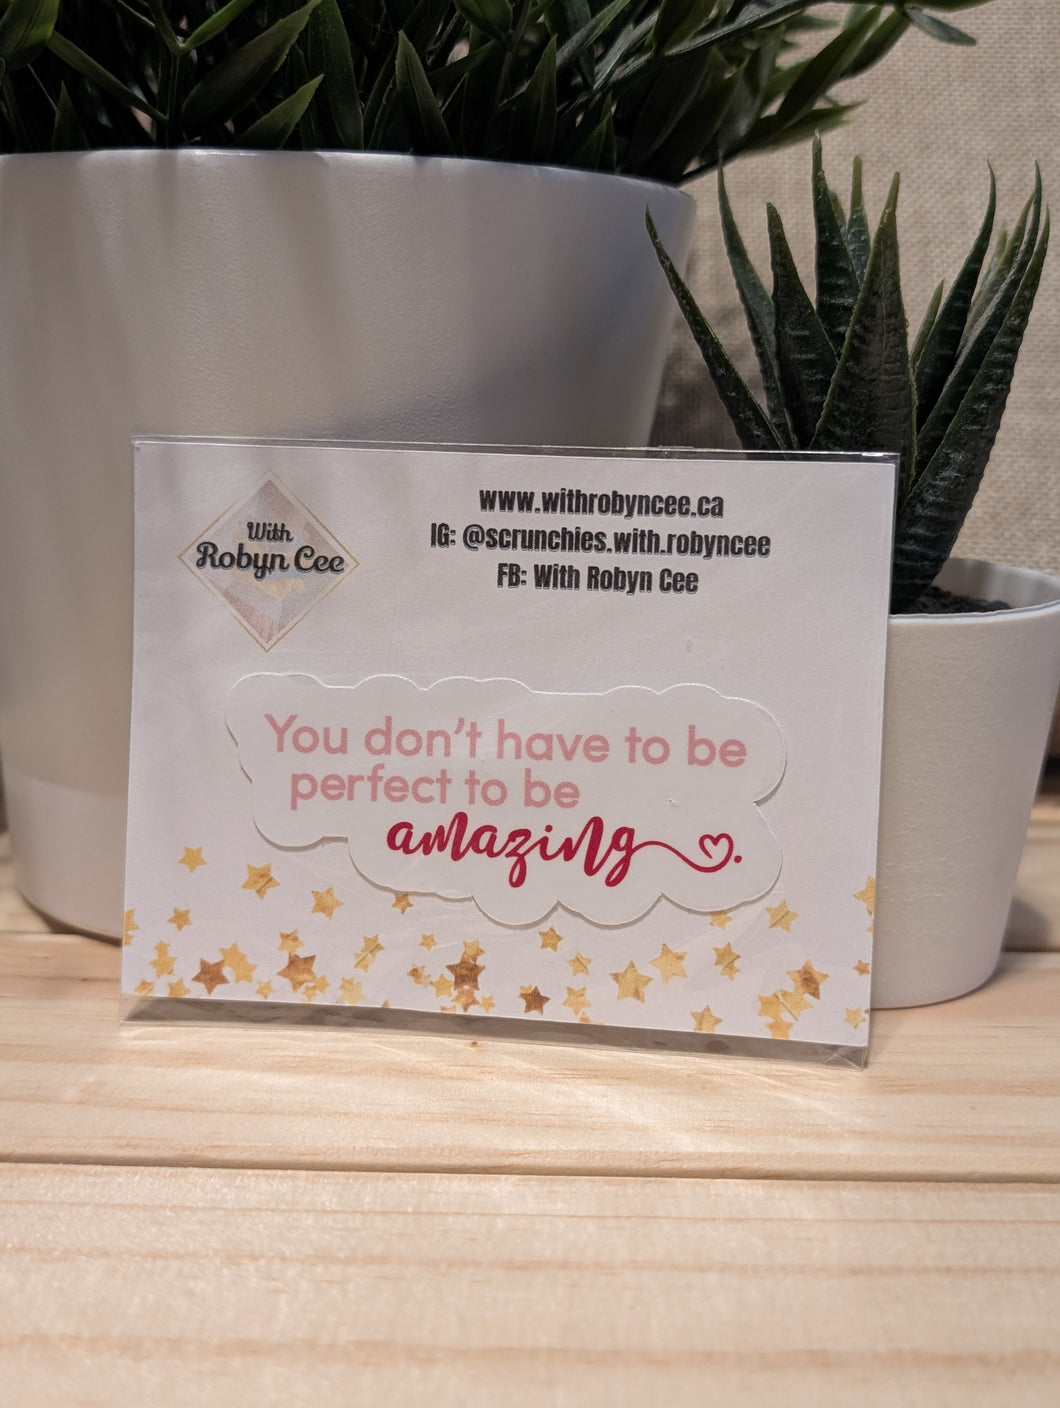 With
Robyn Cee
www.withrobyncee.ca
IG: @scrunchies.with.robyncee
FB: With Robyn Cee
You don't have to be
perfect to be
amazing.